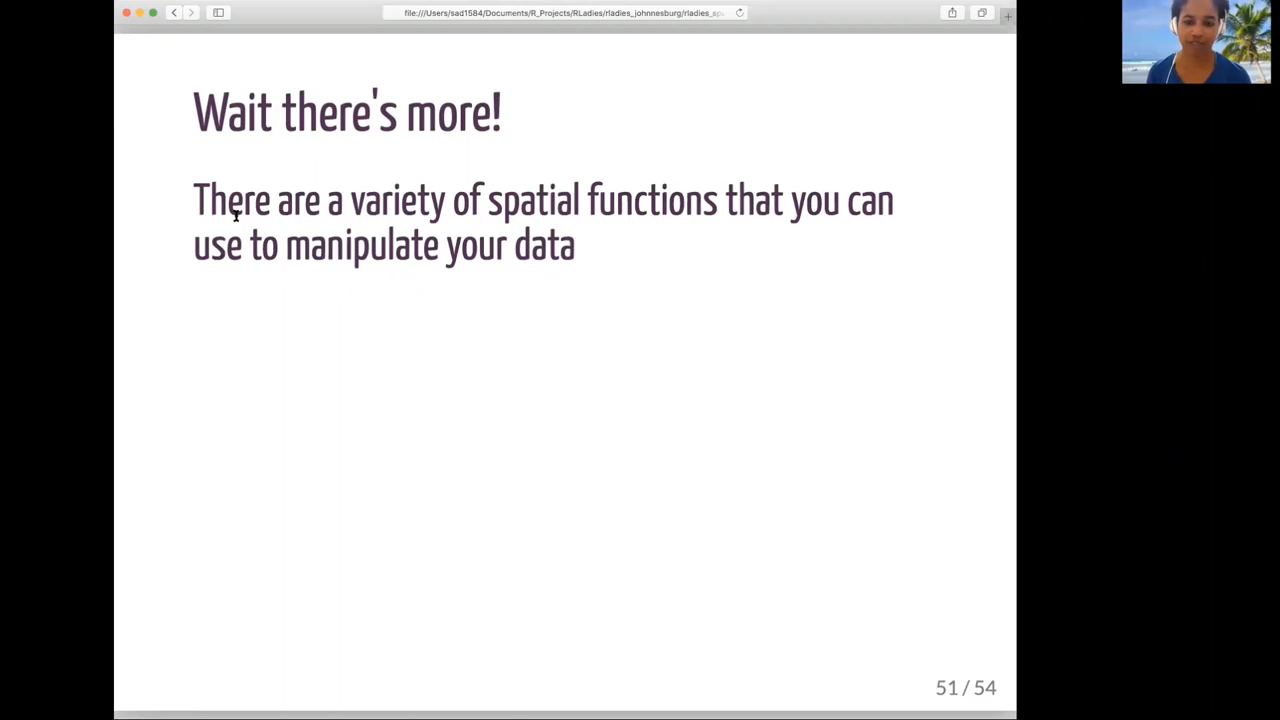 file:///Users/sad1584/Documents/R_Projects/RLadies/rladies_johnnesburg/rladies_sp
Wait there's more!
There are a variety of spatial functions that you can
use to manipulate your data
51 / 54